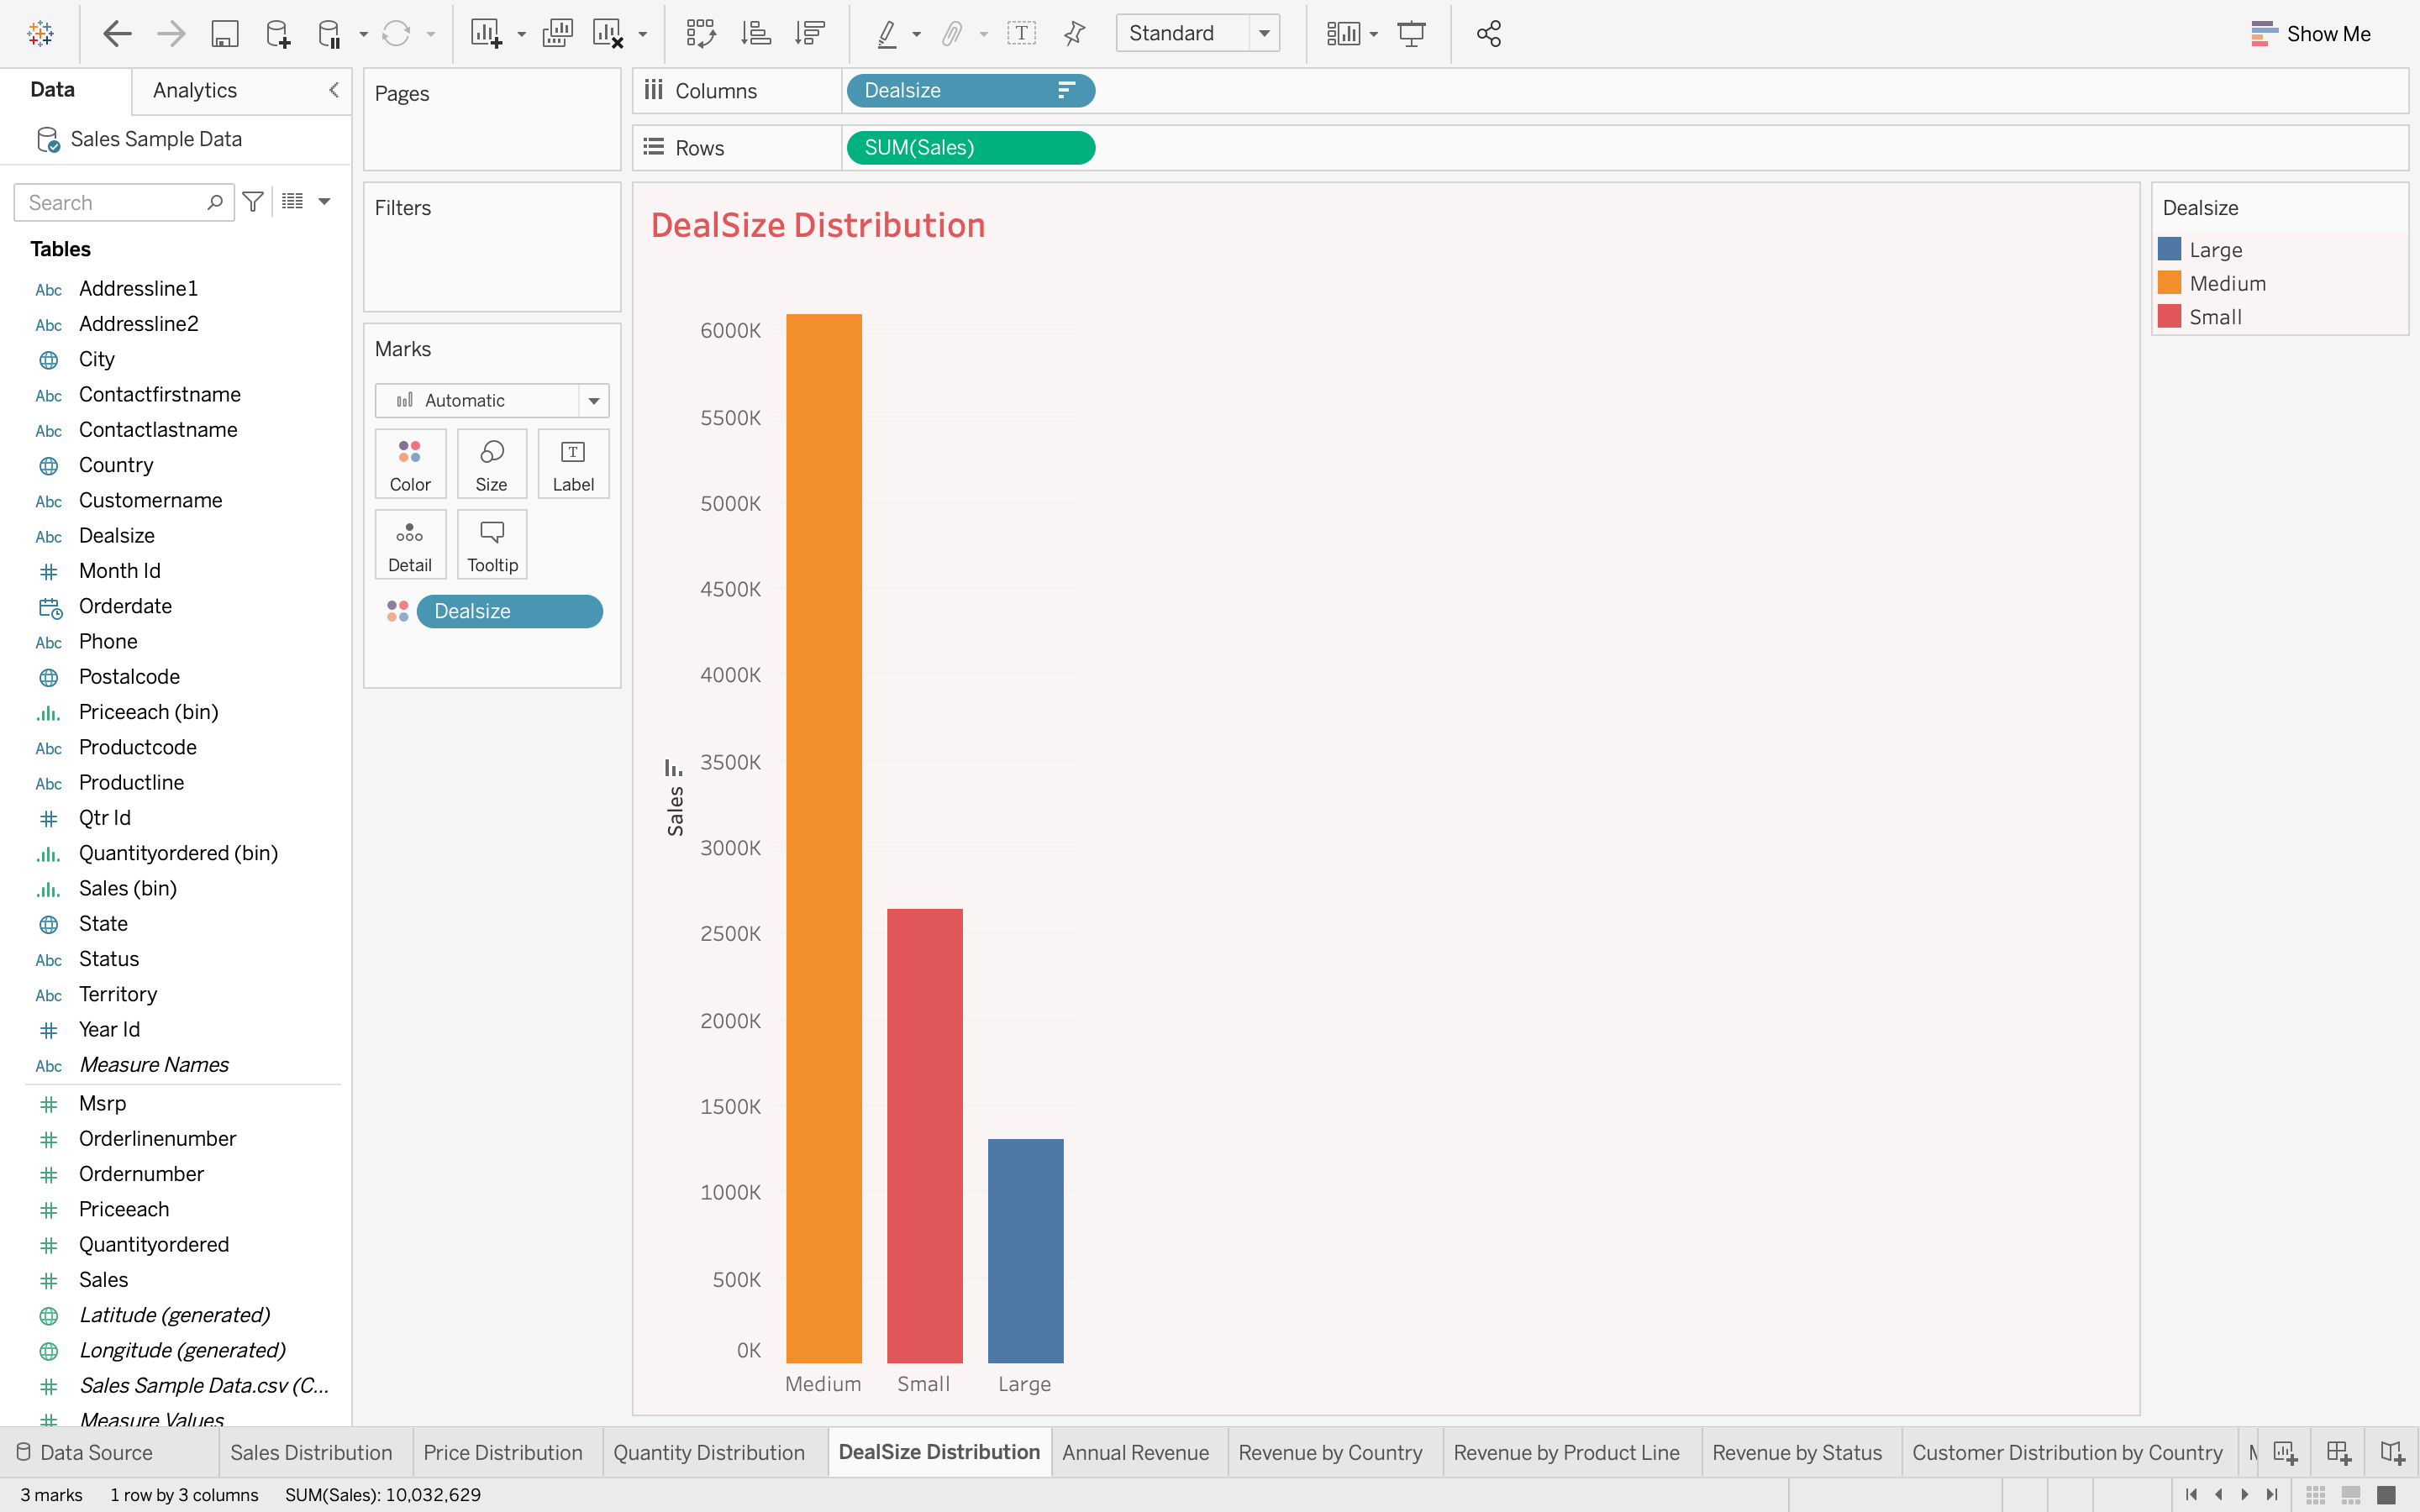 Standard
Show Me
Data
Analytics
Sales Sample Data
Search
Tables
Abc Addressline1
Abc Addressline2
City
Abc Contactfirstname
Abc Contactlastname
Country
Abc Customername
Abc Dealsize
Month Id
Orderdate
Abc Phone
Postalcode
Priceeach (bin)
Abc Productcode
Abc Productline
Qtr Id
Quantityordered (bin)
Sales (bin)
State
Abc Status
Abc Territory
Year Id
Abc Measure Names
Msrp
Orderlinenumber
Ordernumber
Priceeach
Quantityordered
Sales
Latitude (generated)
Longitude (generated)
Sales Sample Data.csv (C...
Measure Values
Pages
Filters
Marks
Automatic
Color
Size
T
Label
Detail
Tooltip
Dealsize
Columns
Dealsize
Rows
SUM(Sales)
DealSize Distribution
6000K
5500K
5000K
4500K
4000K
3500K
3000K
2500K
2000K
1500K
1000K
500K
0K
Sales
Medium
Small
Large
Dealsize
Large
Medium
Small
Data Source
Sales Distribution
Price Distribution
Quantity Distribution
DealSize Distribution
Annual Revenue
Revenue by Country
Revenue by Product Line
Revenue by Status
Customer Distribution by Country
3 marks
1 row by 3 columns
SUM(Sales): 10,032,629